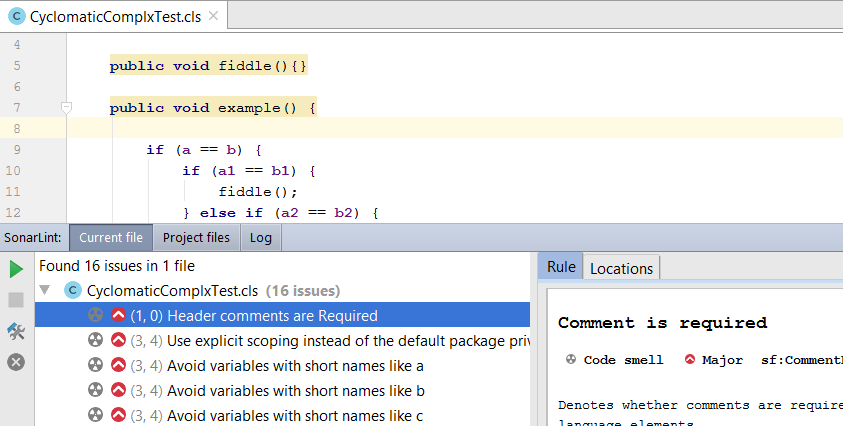 CyclomaticComplxTest.cls
4
5 public void fiddle(){}
6
7 public void example() {
8
9 if (a == b) {
10 if (a1 == b1) {
11 fiddle();
12 } else if (a2 == b2) {
SonarLint: Current file Project files Log
Found 16 issues in 1 file
CyclomaticComplxTest.cls (16 issues)
(1, 0) Header comments are Required
(3, 4) Use explicit scoping instead of the default package
(3, 4) Avoid variables with short names like a
(3, 4) Avoid variables with short names like b
(3, 4) Avoid variables with short names like c
Rule Locations
Comment is required
Code smell Major
Denotes whether comments are
language elements